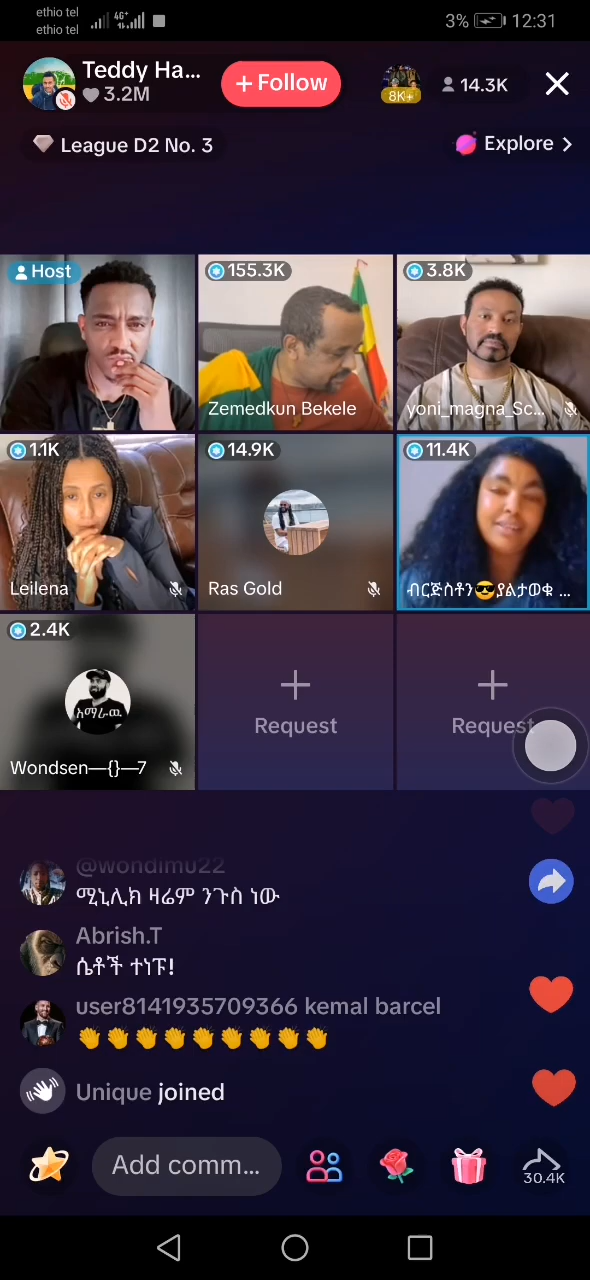 ethio tel
ethio tel
4G+
3%
12:31
Teddy Ha...
3.2M
+ Follow
8K+
14.3K
League D2 No. 3
Explore
Host
155.3K
3.8K
Zemedkun Bekele
yoni_magna_Sc...
1.1K
14.9K
11.4K
Leilena
Ras Gold
ብርጅስቶን😎ያልታወቁ ...
2.4K
አማራዉ
Wondsen—{}—7
Request
Request
@wondimu22
ሚኒሊክ ዛሬም ንጉስ ነው
Abrish.T
ሴቶች ተነፑ!
user8141935709366 kemal barcel
👏👏👏👏👏👏👏👏👏
Unique joined
Add comm...
30.4K